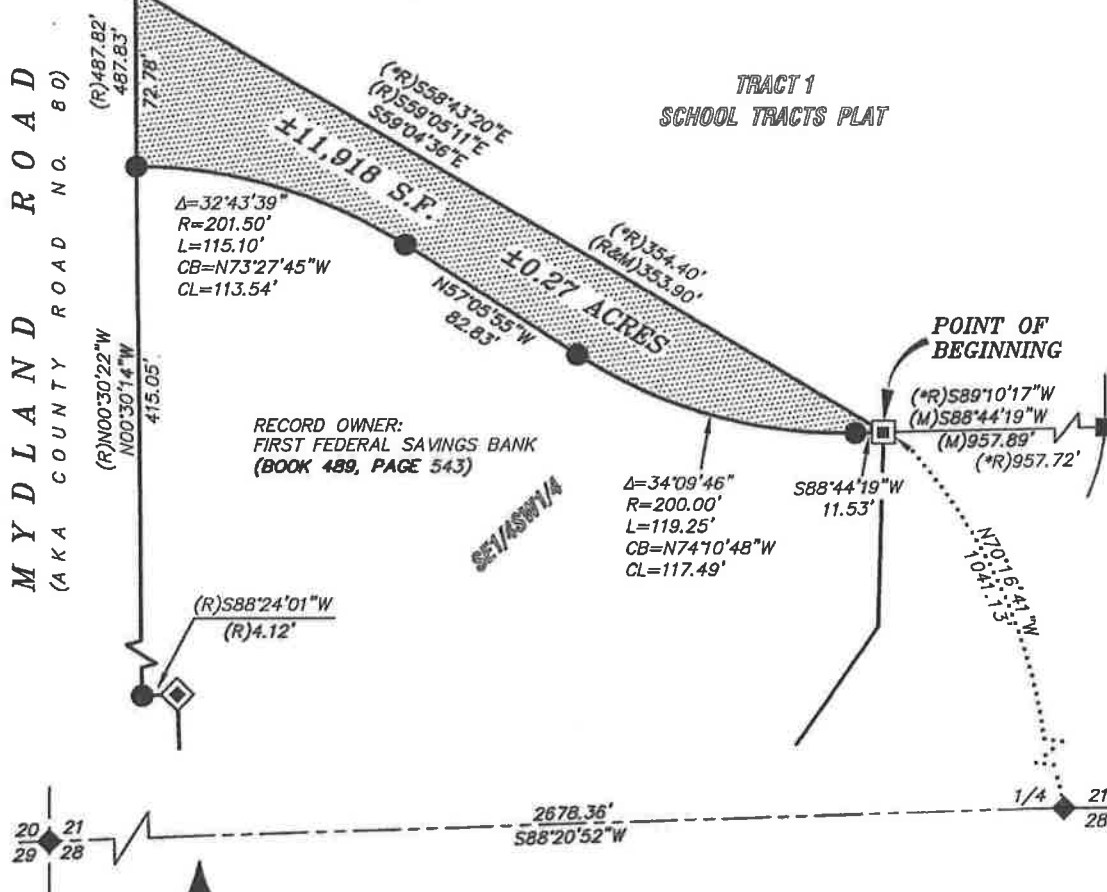 MYDLAND ROAD
(AKA COUNTY ROAD NO. 80)
(R)487.82'
487.83'
72.78'
(*R)S58°43'20"E
(R)S59°05'11"E
S59°04'36"E
TRACT 1
SCHOOL TRACTS PLAT
±11,918 S.F.
±0.27 ACRES
Δ=32°43'39"
R=201.50'
L=115.10'
CB=N73°27'45"W
CL=113.54'
(*R)354.40'
(R&M)353.90'
N57°05'55"W
82.83'
POINT OF
BEGINNING
(*R)S89°10'17"W
(M)S88°44'19"W
(M)957.89'
(*R)957.72'
(R)N00°30'22"W
N00°30'14"W
415.05'
RECORD OWNER:
FIRST FEDERAL SAVINGS BANK
(BOOK 489, PAGE 543)
SE1/4SW1/4
Δ=34°09'46"
R=200.00'
L=119.25'
CB=N74°10'48"W
CL=117.49'
S88°44'19"W
11.53'
N70°16'41"W
1041.13'
(R)S88°24'01"W
(R)4.12'
20 21
29 28
2678.36'
S88°20'52"W
1/4 21
28